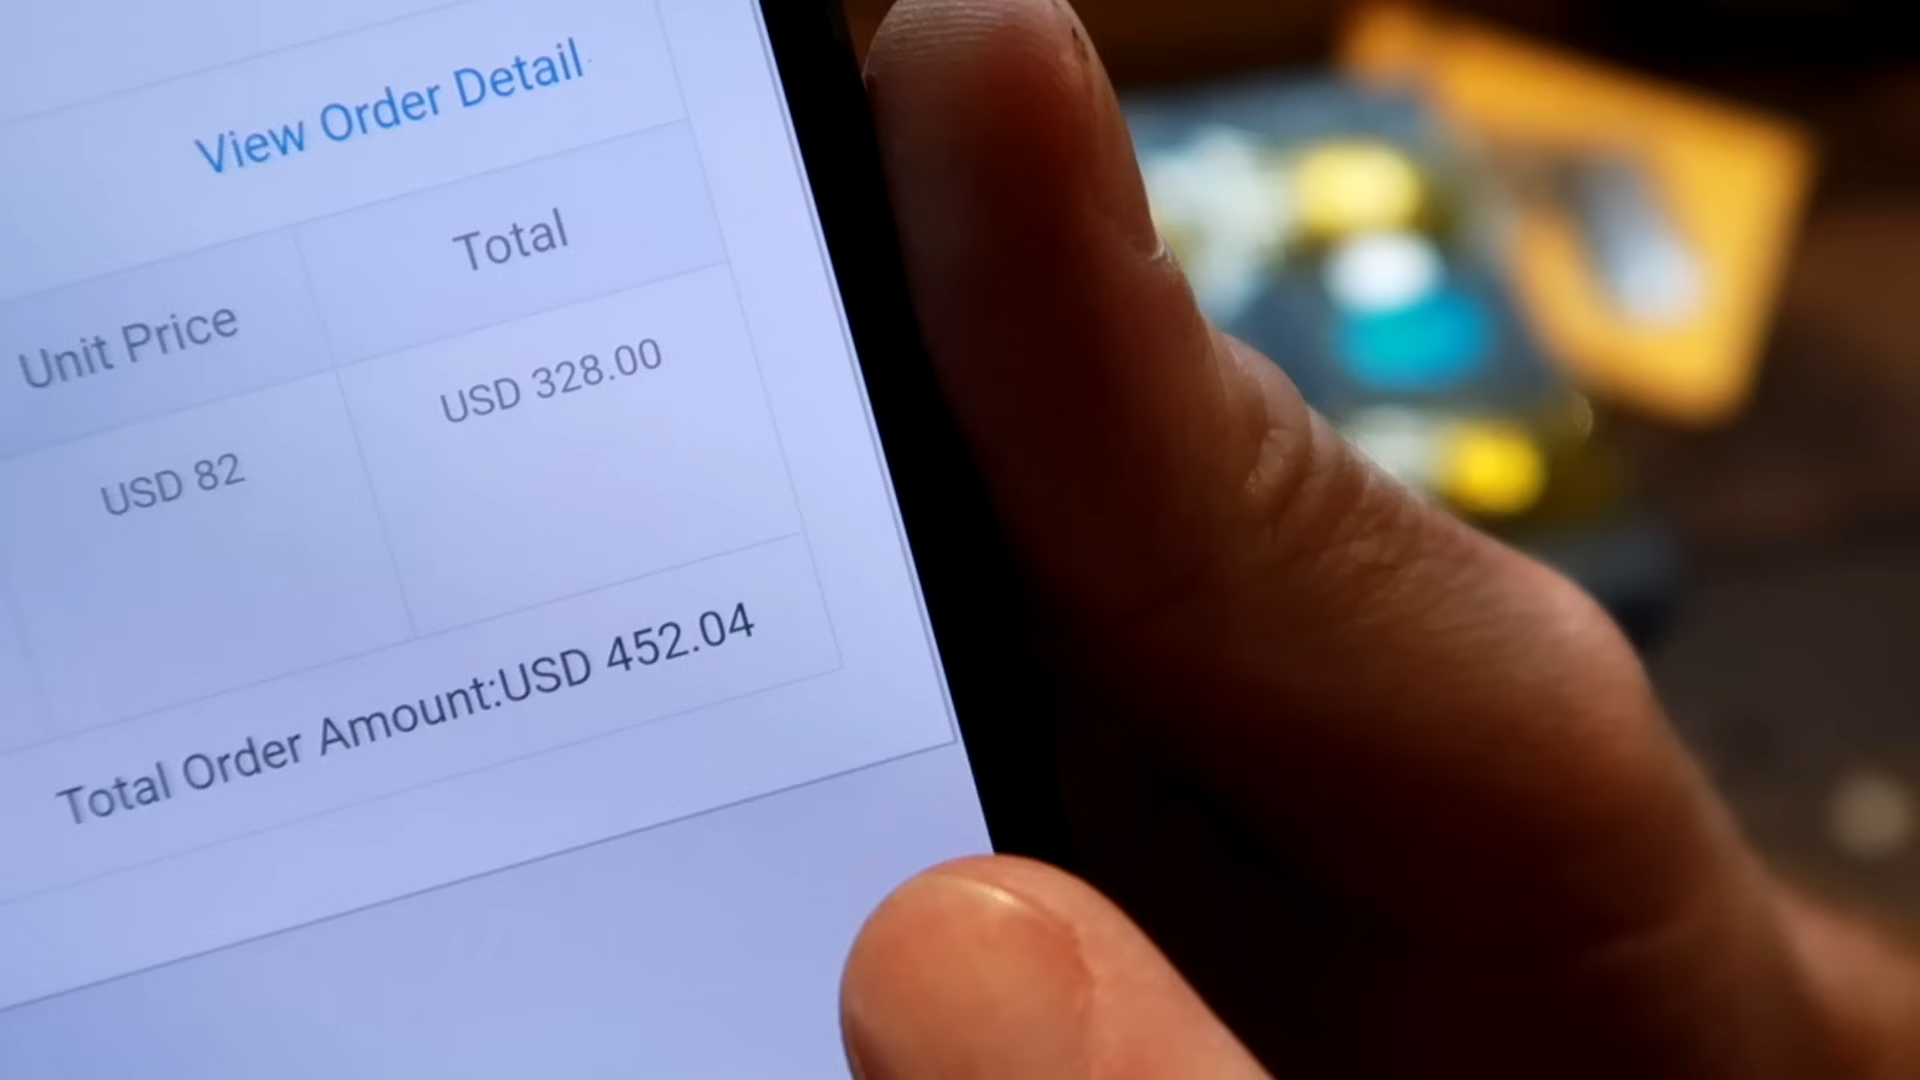 View Order Detail
Unit Price Total
USD 82 USD 328.00
Total Order Amount:USD 452.04